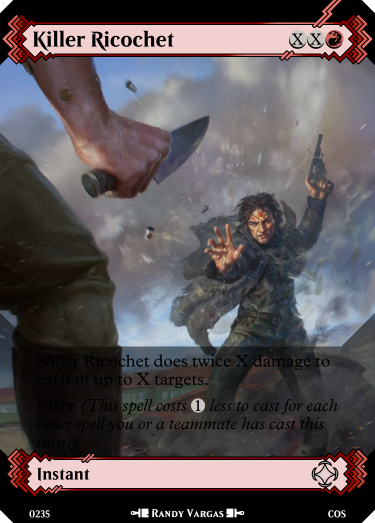 Killer Ricochet
XXR
Killer Ricochet does twice X damage to
each of up to X targets.
(This spell costs 1 less to cast for each
other spell you or a teammate has cast this
turn.)
Instant
0235
RANDY VARGAS
COS